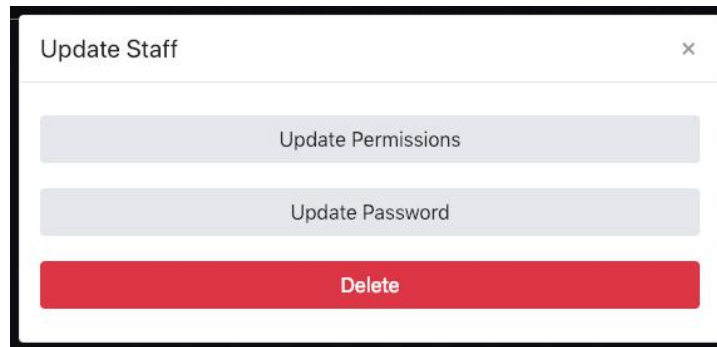 Update Staff ×
Update Permissions
Update Password
Delete